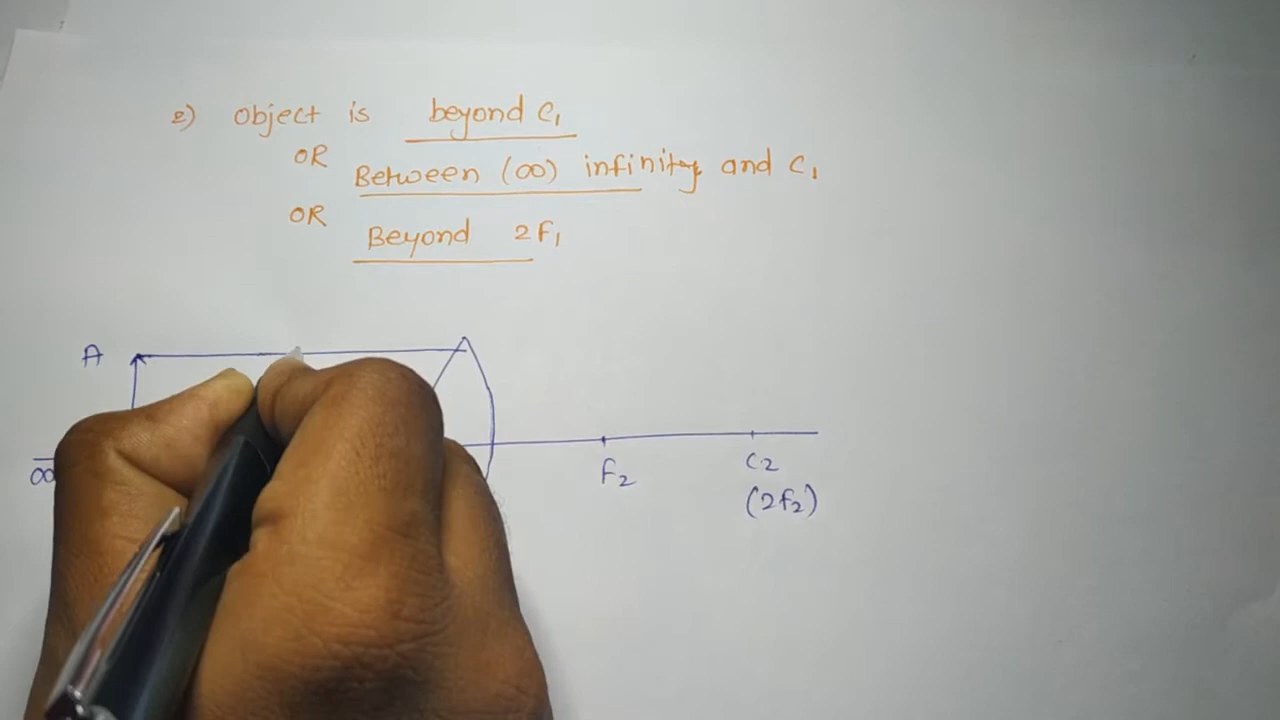 2) Object is beyond C₁
OR
Between (∞) infinity and C₁
OR
Beyond 2F₁
A
∞
F₂
C₂
(2F₂)